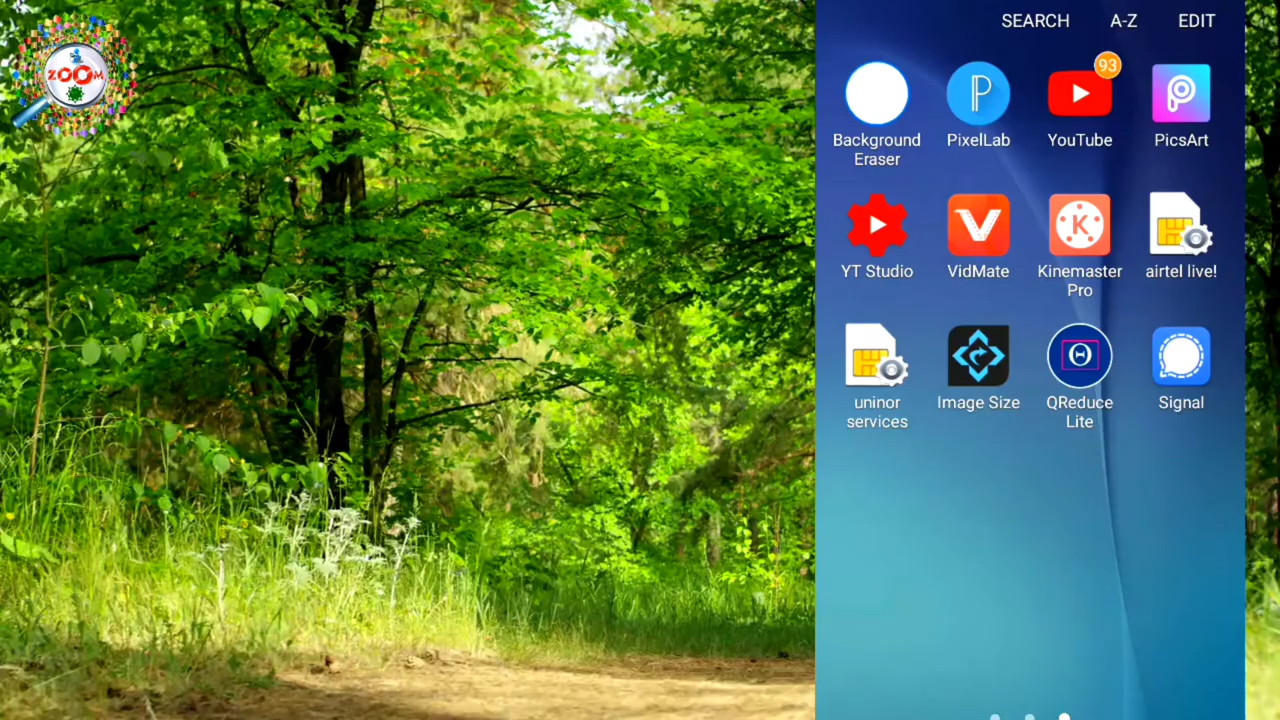 ZOOM
SEARCH A-Z EDIT
93
Background Eraser
PixelLab
YouTube
PicsArt
YT Studio
VidMate
K
Kinemaster Pro
airtel live!
uninor services
Image Size
QReduce Lite
Signal